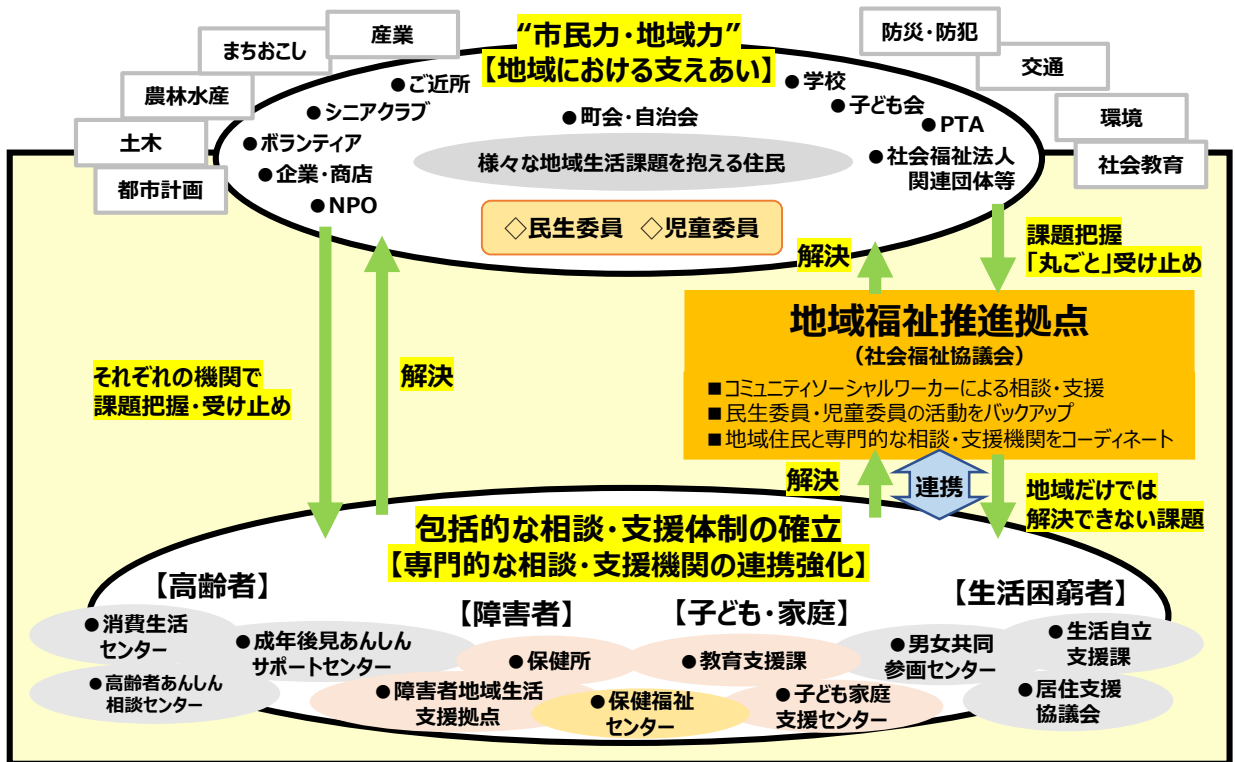 産業
まちおこし
農林水産
土木
都市計画
防災・防犯
交通
環境
社会教育
“市民力・地域力”
【地域における支えあい】
●ご近所
●シニアクラブ
●ボランティア
●企業・商店
●NPO
●町会・自治会
●学校
●子ども会
●PTA
●社会福祉法人
関連団体等
様々な地域生活課題を抱える住民
◇民生委員 ◇児童委員
それぞれの機関で
課題把握・受け止め
解決
解決
課題把握
「丸ごと」受け止め
地域福祉推進拠点
（社会福祉協議会）
■コミュニティソーシャルワーカーによる相談・支援
■民生委員・児童委員の活動をバックアップ
■地域住民と専門的な相談・支援機関をコーディネート
解決
連携
地域だけでは
解決できない課題
包括的な相談・支援体制の確立
【専門的な相談・支援機関の連携強化】
【高齢者】
●消費生活
センター
●成年後見あんしん
サポートセンター
●高齢者あんしん
相談センター
【障害者】
●保健所
●障害者地域生活
支援拠点
●保健福祉
センター
【子ども・家庭】
●教育支援課
●子ども家庭
支援センター
【生活困窮者】
●男女共同
参画センター
●生活自立
支援課
●居住支援
協議会